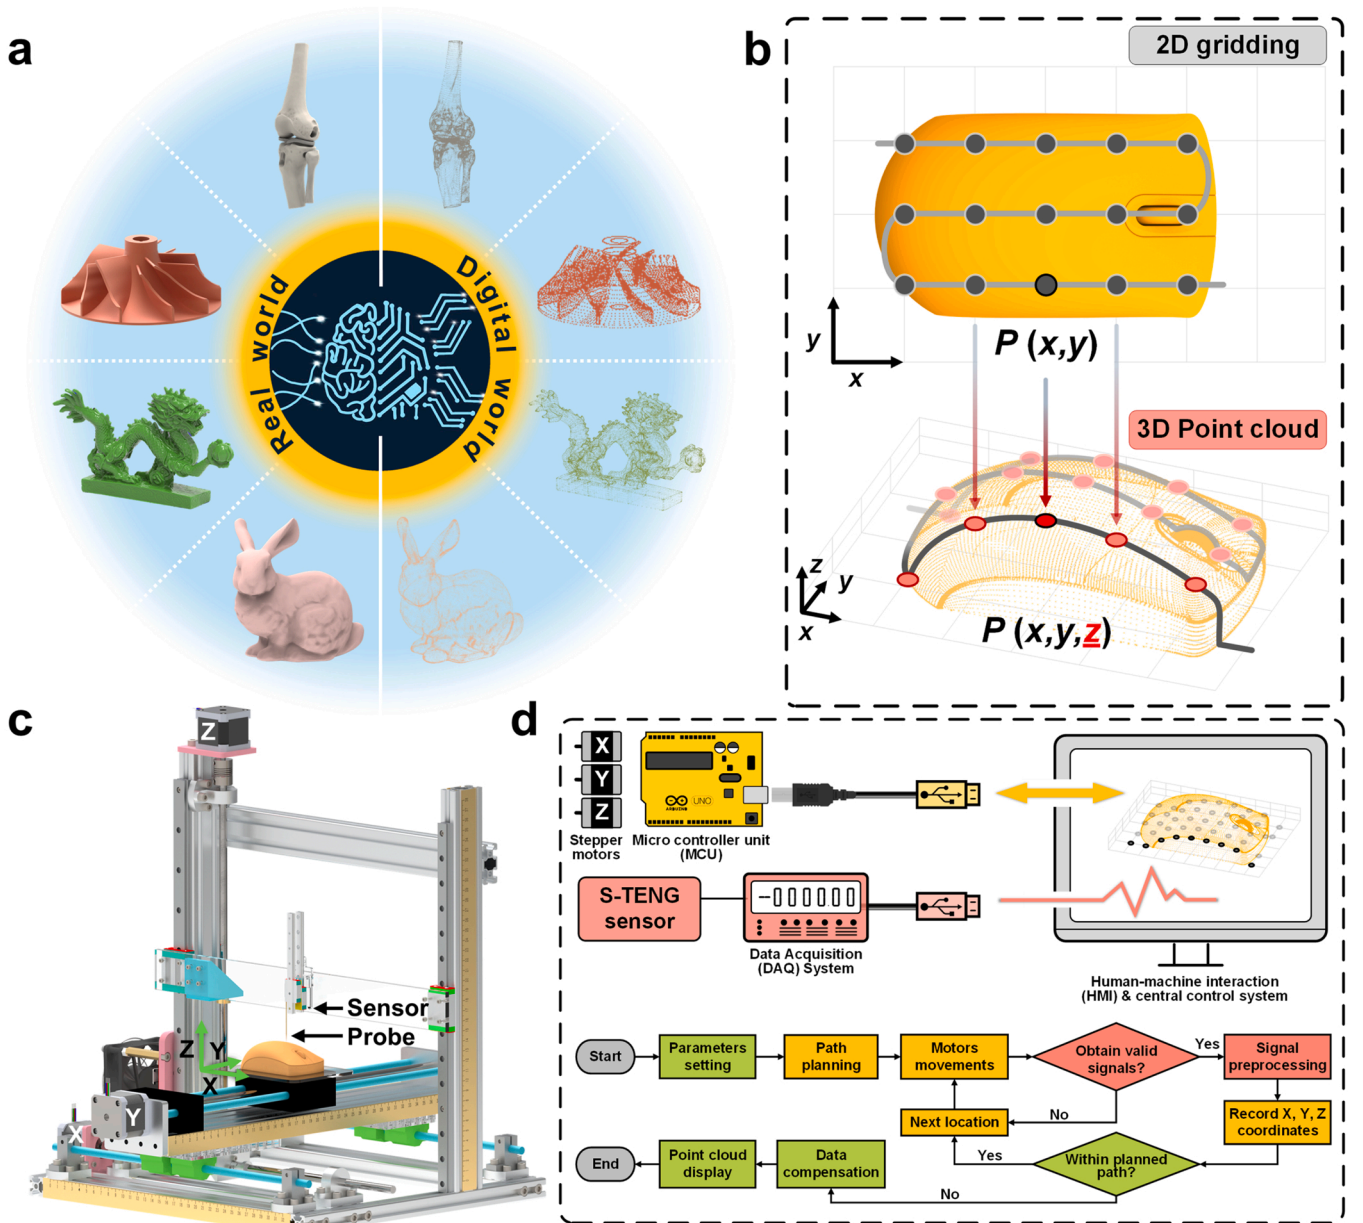 a
Real world
Digital world
b
2D gridding
P (x,y)
y
x
3D Point cloud
z
y
x
P (x,y,z)
c
Z
Sensor
Probe
Z
Y
X
Y
X
d
X
Y
Z
Stepper
motors
ARDUINO
UNO
Micro controller unit
(MCU)
S-TENG
sensor
--000000
Data Acquisition
(DAQ) System
Human-machine interaction
(HMI) & central control system
Start
Parameters
setting
Path
planning
Motors
movements
Obtain valid
signals?
Yes
Signal
preprocessing
No
Next location
Record X, Y, Z
coordinates
Within planned
path?
Yes
No
Data
compensation
Point cloud
display
End